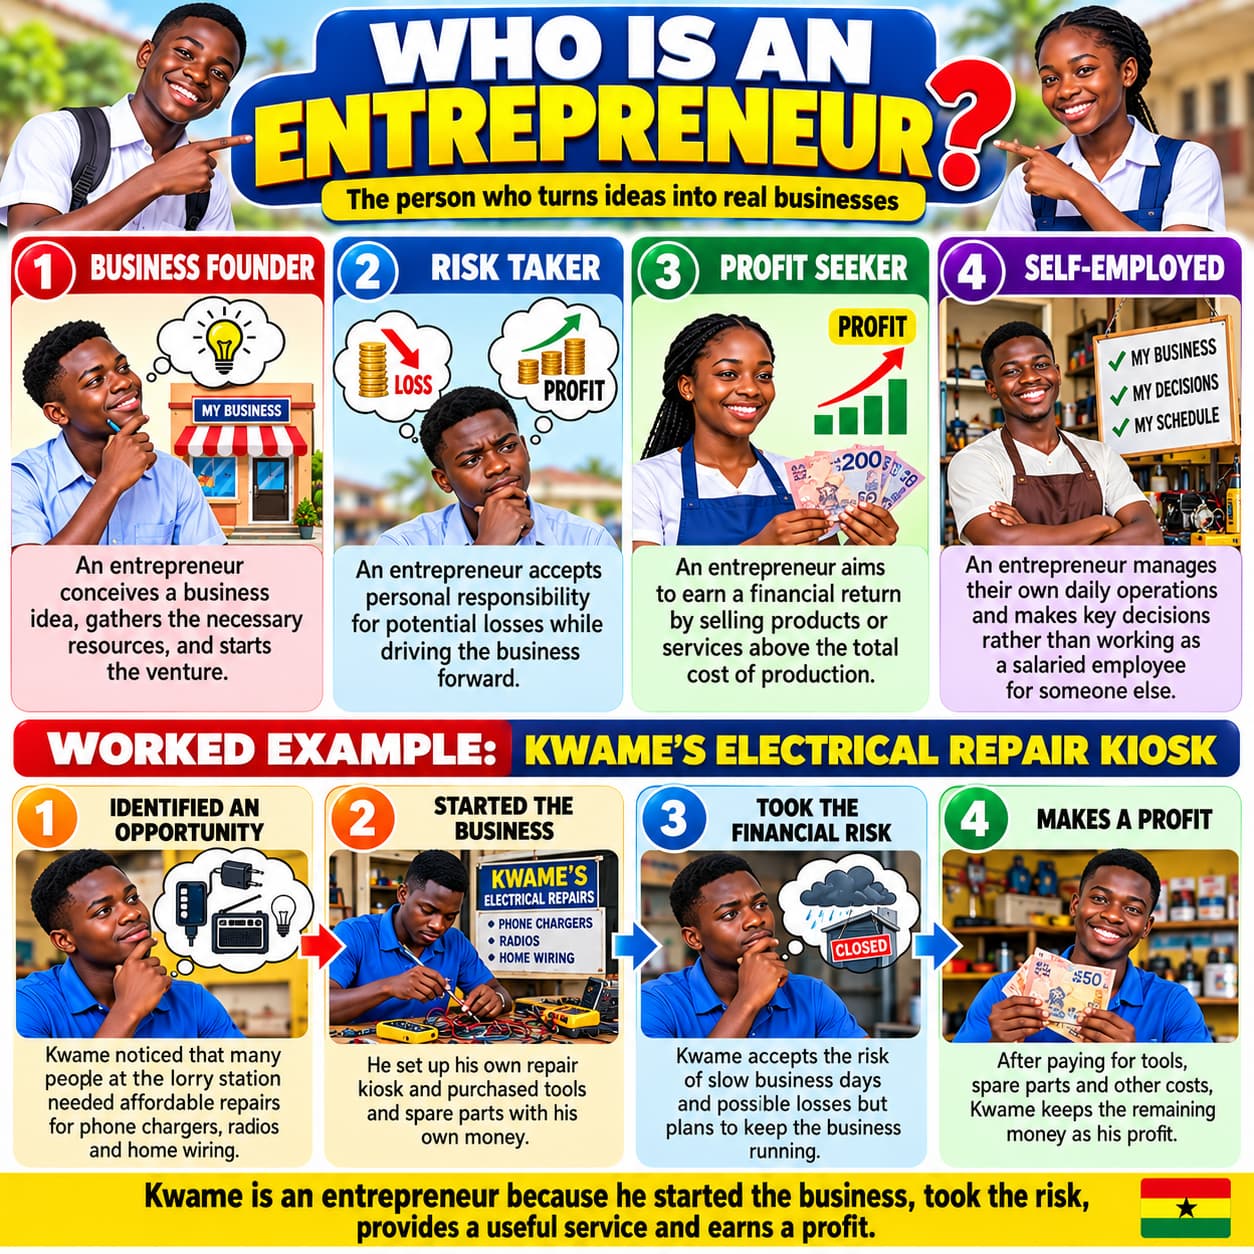 WHO IS AN
ENTREPRENEUR?
The person who turns ideas into real businesses
1 BUSINESS FOUNDER
MY BUSINESS
An entrepreneur
conceives a business
idea, gathers the necessary
resources, and starts
the venture.
2 RISK TAKER
LOSS
PROFIT
An entrepreneur accepts
personal responsibility
for potential losses while
driving the business
forward.
3 PROFIT SEEKER
PROFIT
200
An entrepreneur aims
to earn a financial return
by selling products or
services above the total
cost of production.
4 SELF-EMPLOYED
✓ MY BUSINESS
✓ MY DECISIONS
✓ MY SCHEDULE
An entrepreneur manages
their own daily operations
and makes key decisions
rather than working as
a salaried employee
for someone else.
WORKED EXAMPLE: KWAME'S ELECTRICAL REPAIR KIOSK
1 IDENTIFIED AN
OPPORTUNITY
Kwame noticed that many
people at the lorry station
needed affordable repairs
for phone chargers, radios
and home wiring.
2 STARTED THE
BUSINESS
KWAME'S
ELECTRICAL REPAIRS
• PHONE CHARGERS
• RADIOS
• HOME WIRING
He set up his own repair
kiosk and purchased tools
and spare parts with his
own money.
3 TOOK THE
FINANCIAL RISK
CLOSED
Kwame accepts the risk
of slow business days
and possible losses but
plans to keep the business
running.
4 MAKES A PROFIT
50
After paying for tools,
spare parts and other costs,
Kwame keeps the remaining
money as his profit.
Kwame is an entrepreneur because he started the business, took the risk,
provides a useful service and earns a profit.